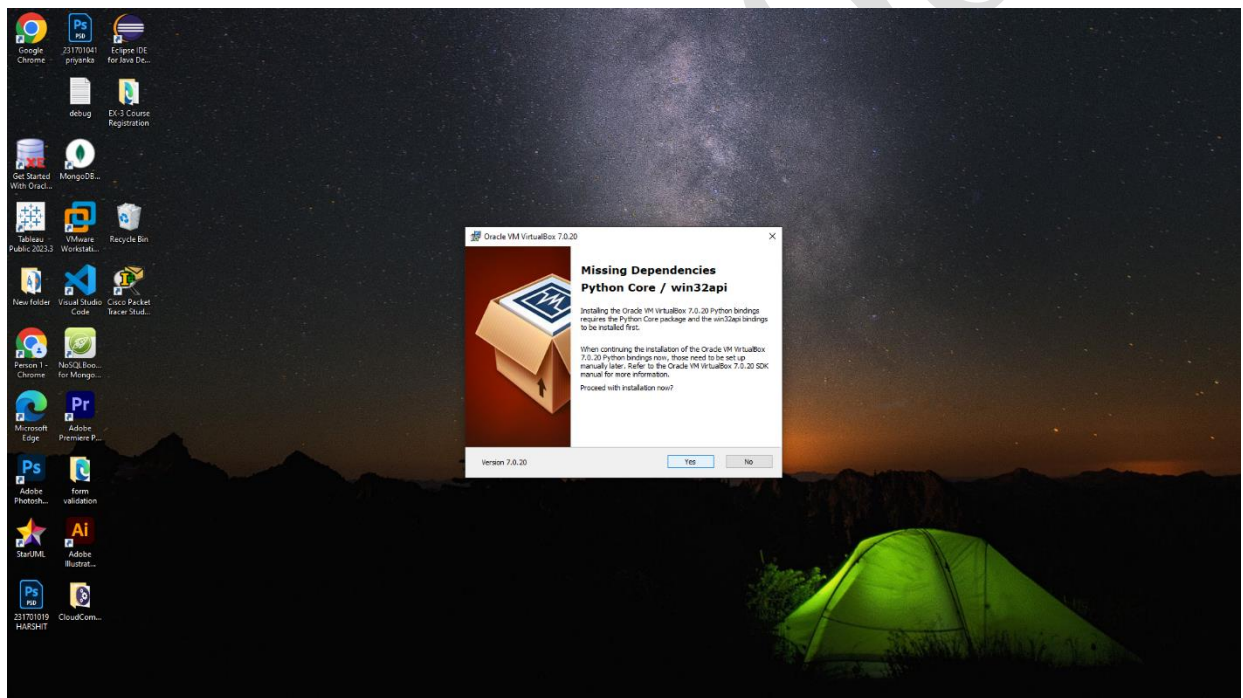 Google
Chrome
231701041
priyanka
Eclipse IDE
for Java De...
debug
EX-3 Course
Registration
Get Started
With Oracl...
MongoDB...
Tableau
Public 2023.3
VMware
Workstati...
Recycle Bin
New folder
Visual Studio
Code
Cisco Packet
Tracer Stud...
Person 1 -
Chrome
NoSQLBoo...
for Mongo...
Microsoft
Edge
Adobe
Premiere P...
Adobe
Photosh...
form
validation
StarUML
Adobe
Illustrat...
231701019
HARSHIT
CloudCom...
Oracle VM VirtualBox 7.0.20
Missing Dependencies
Python Core / win32api
Installing the Oracle VM VirtualBox 7.0.20 Python bindings
requires the Python Core package and the win32api bindings
to be installed first.
When continuing the installation of the Oracle VM VirtualBox
7.0.20 Python bindings now, those need to be set up
manually later. Refer to the Oracle VM VirtualBox 7.0.20 SDK
manual for more information.
Proceed with installation now?
Version 7.0.20
Yes
No